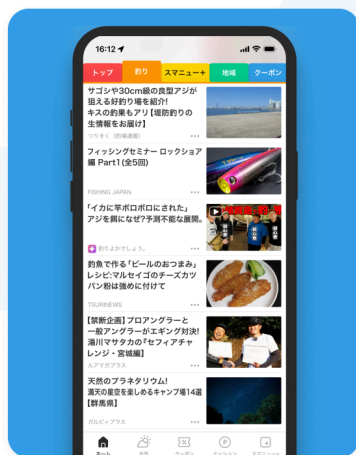 16:12
トップ
釣り
スマニュー＋
地域
クーポン
サゴシや30cm級の良型アジが
狙える好釣り場を紹介!
キスの釣果もアリ【堤防釣りの
生情報をお届け】
つりそく（釣場速報）
フィッシングセミナー ロックショア
編 Part1(全5回)
FISHING JAPAN
「イカに竿ボロボロにされた」
アジを餌になぜ?予測不能な展開。
釣りよかでしょう。
釣魚で作る「ビールのおつまみ」
レシピ:マルセイゴのチーズカツ
パン粉は強めに付けて
TSURINEWS
【禁断企画】プロアングラーと
一般アングラーがエギング対決!
湯川マサタカの『セフィアチャ
レンジ・宮城編】
ルアマガプラス
天然のプラネタリウム!
満天の星空を楽しめるキャンプ場14選
【群馬県】
ガルビィプラス
ホーム
天気
クーポン
ミッション
スマニュー＋